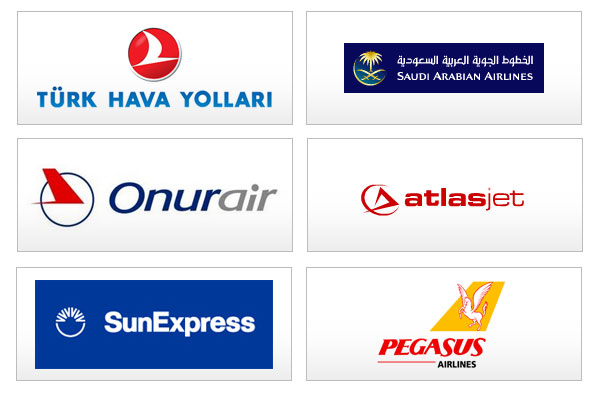 TÜRK HAVA YOLLARI
الخطوط الجوية العربية السعودية
SAUDI ARABIAN AIRLINES
Onurair
atlasjet
SunExpress
PEGASUS
AIRLINES